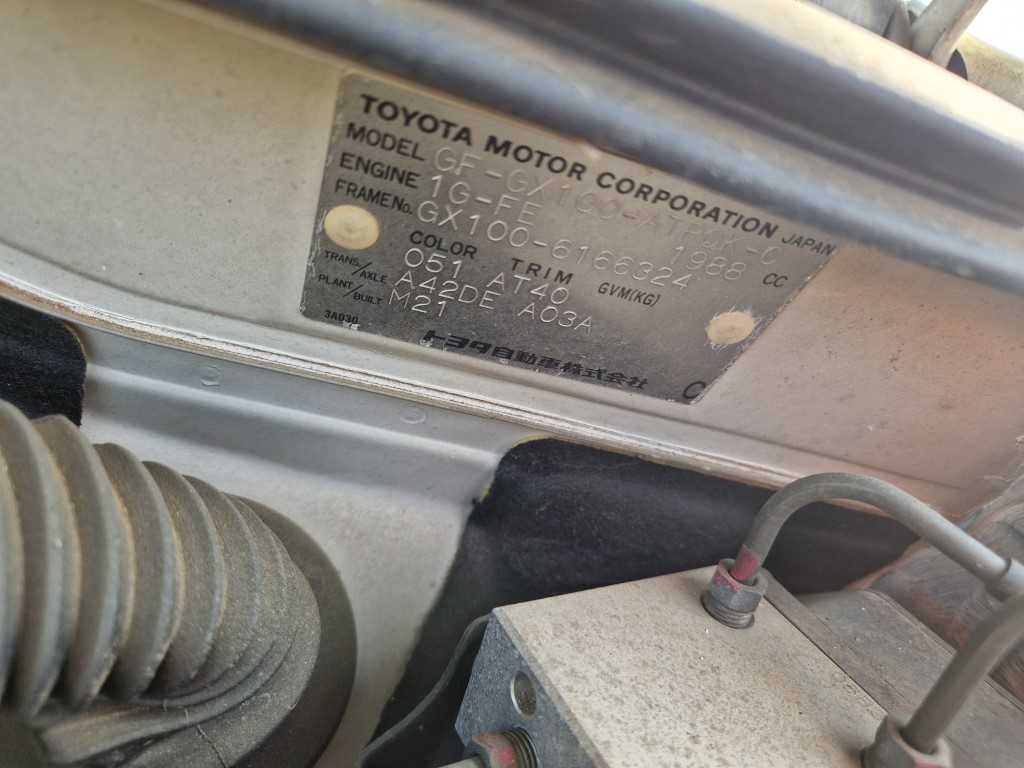 TOYOTA MOTOR CORPORATION JAPAN
MODEL GF-GX100-ATPQK-C
ENGINE 1G-FE 1988 CC
FRAME No. GX100-6166324
COLOR TRIM GVM(KG)
051 AT40
TRANS/AXLE A42DE A03A
PLANT/BUILT M21
3A030
トヨタ自動車株式会社 C